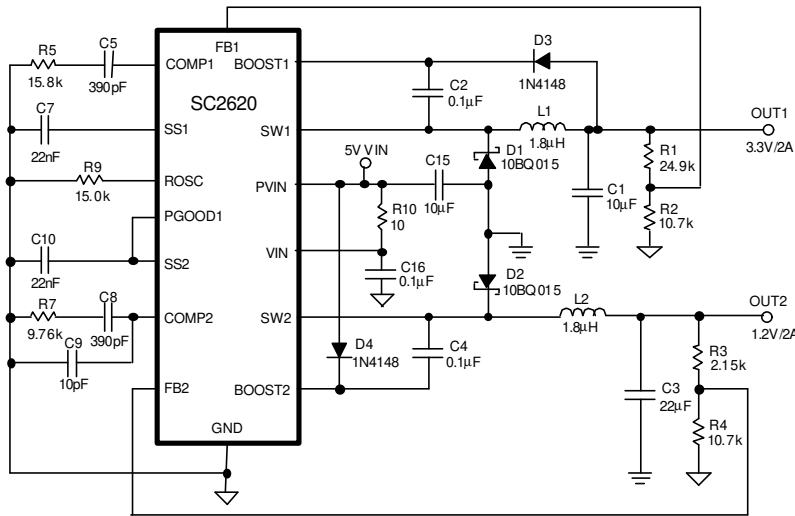 FB1
R5
15.8k
C5
390pF
COMP1
BOOST1
D3
1N4148
SC2620
C2
0.1µF
C7
22nF
SS1
SW1
L1
1.8µH
OUT1
3.3V/2A
5V VIN
D1
10BQ015
R1
24.9k
C15
10µF
R9
15.0k
ROSC
PVIN
C1
10µF
R10
10
R2
10.7k
PGOOD1
C10
22nF
SS2
VIN
C16
0.1µF
D2
10BQ015
R7
9.76k
C8
390pF
COMP2
SW2
L2
1.8µH
OUT2
1.2V/2A
C9
10pF
D4
1N4148
C4
0.1µF
R3
2.15k
FB2
BOOST2
C3
22µF
R4
10.7k
GND